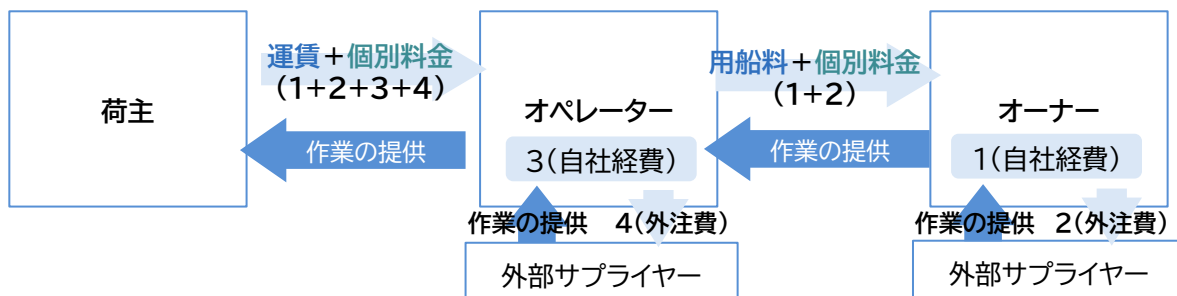 運賃+個別料金
(1+2+3+4)
用船料+個別料金
(1+2)
荷主
オペレーター
オーナー
作業の提供
3(自社経費)
作業の提供
1(自社経費)
作業の提供 4(外注費)
作業の提供 2(外注費)
外部サプライヤー
外部サプライヤー